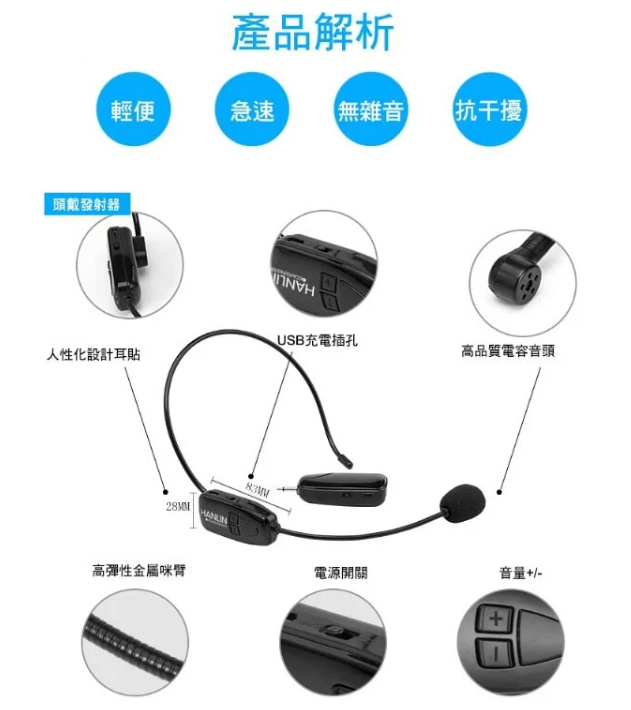 產品解析
輕便
急速
無雜音
抗干擾
頭戴發射器
HANLIN
人性化設計耳貼
USB充電插孔
高品質電容音頭
83MM
28MM
HANLIN
高彈性金屬咪臂
電源開關
音量+/-
+
-